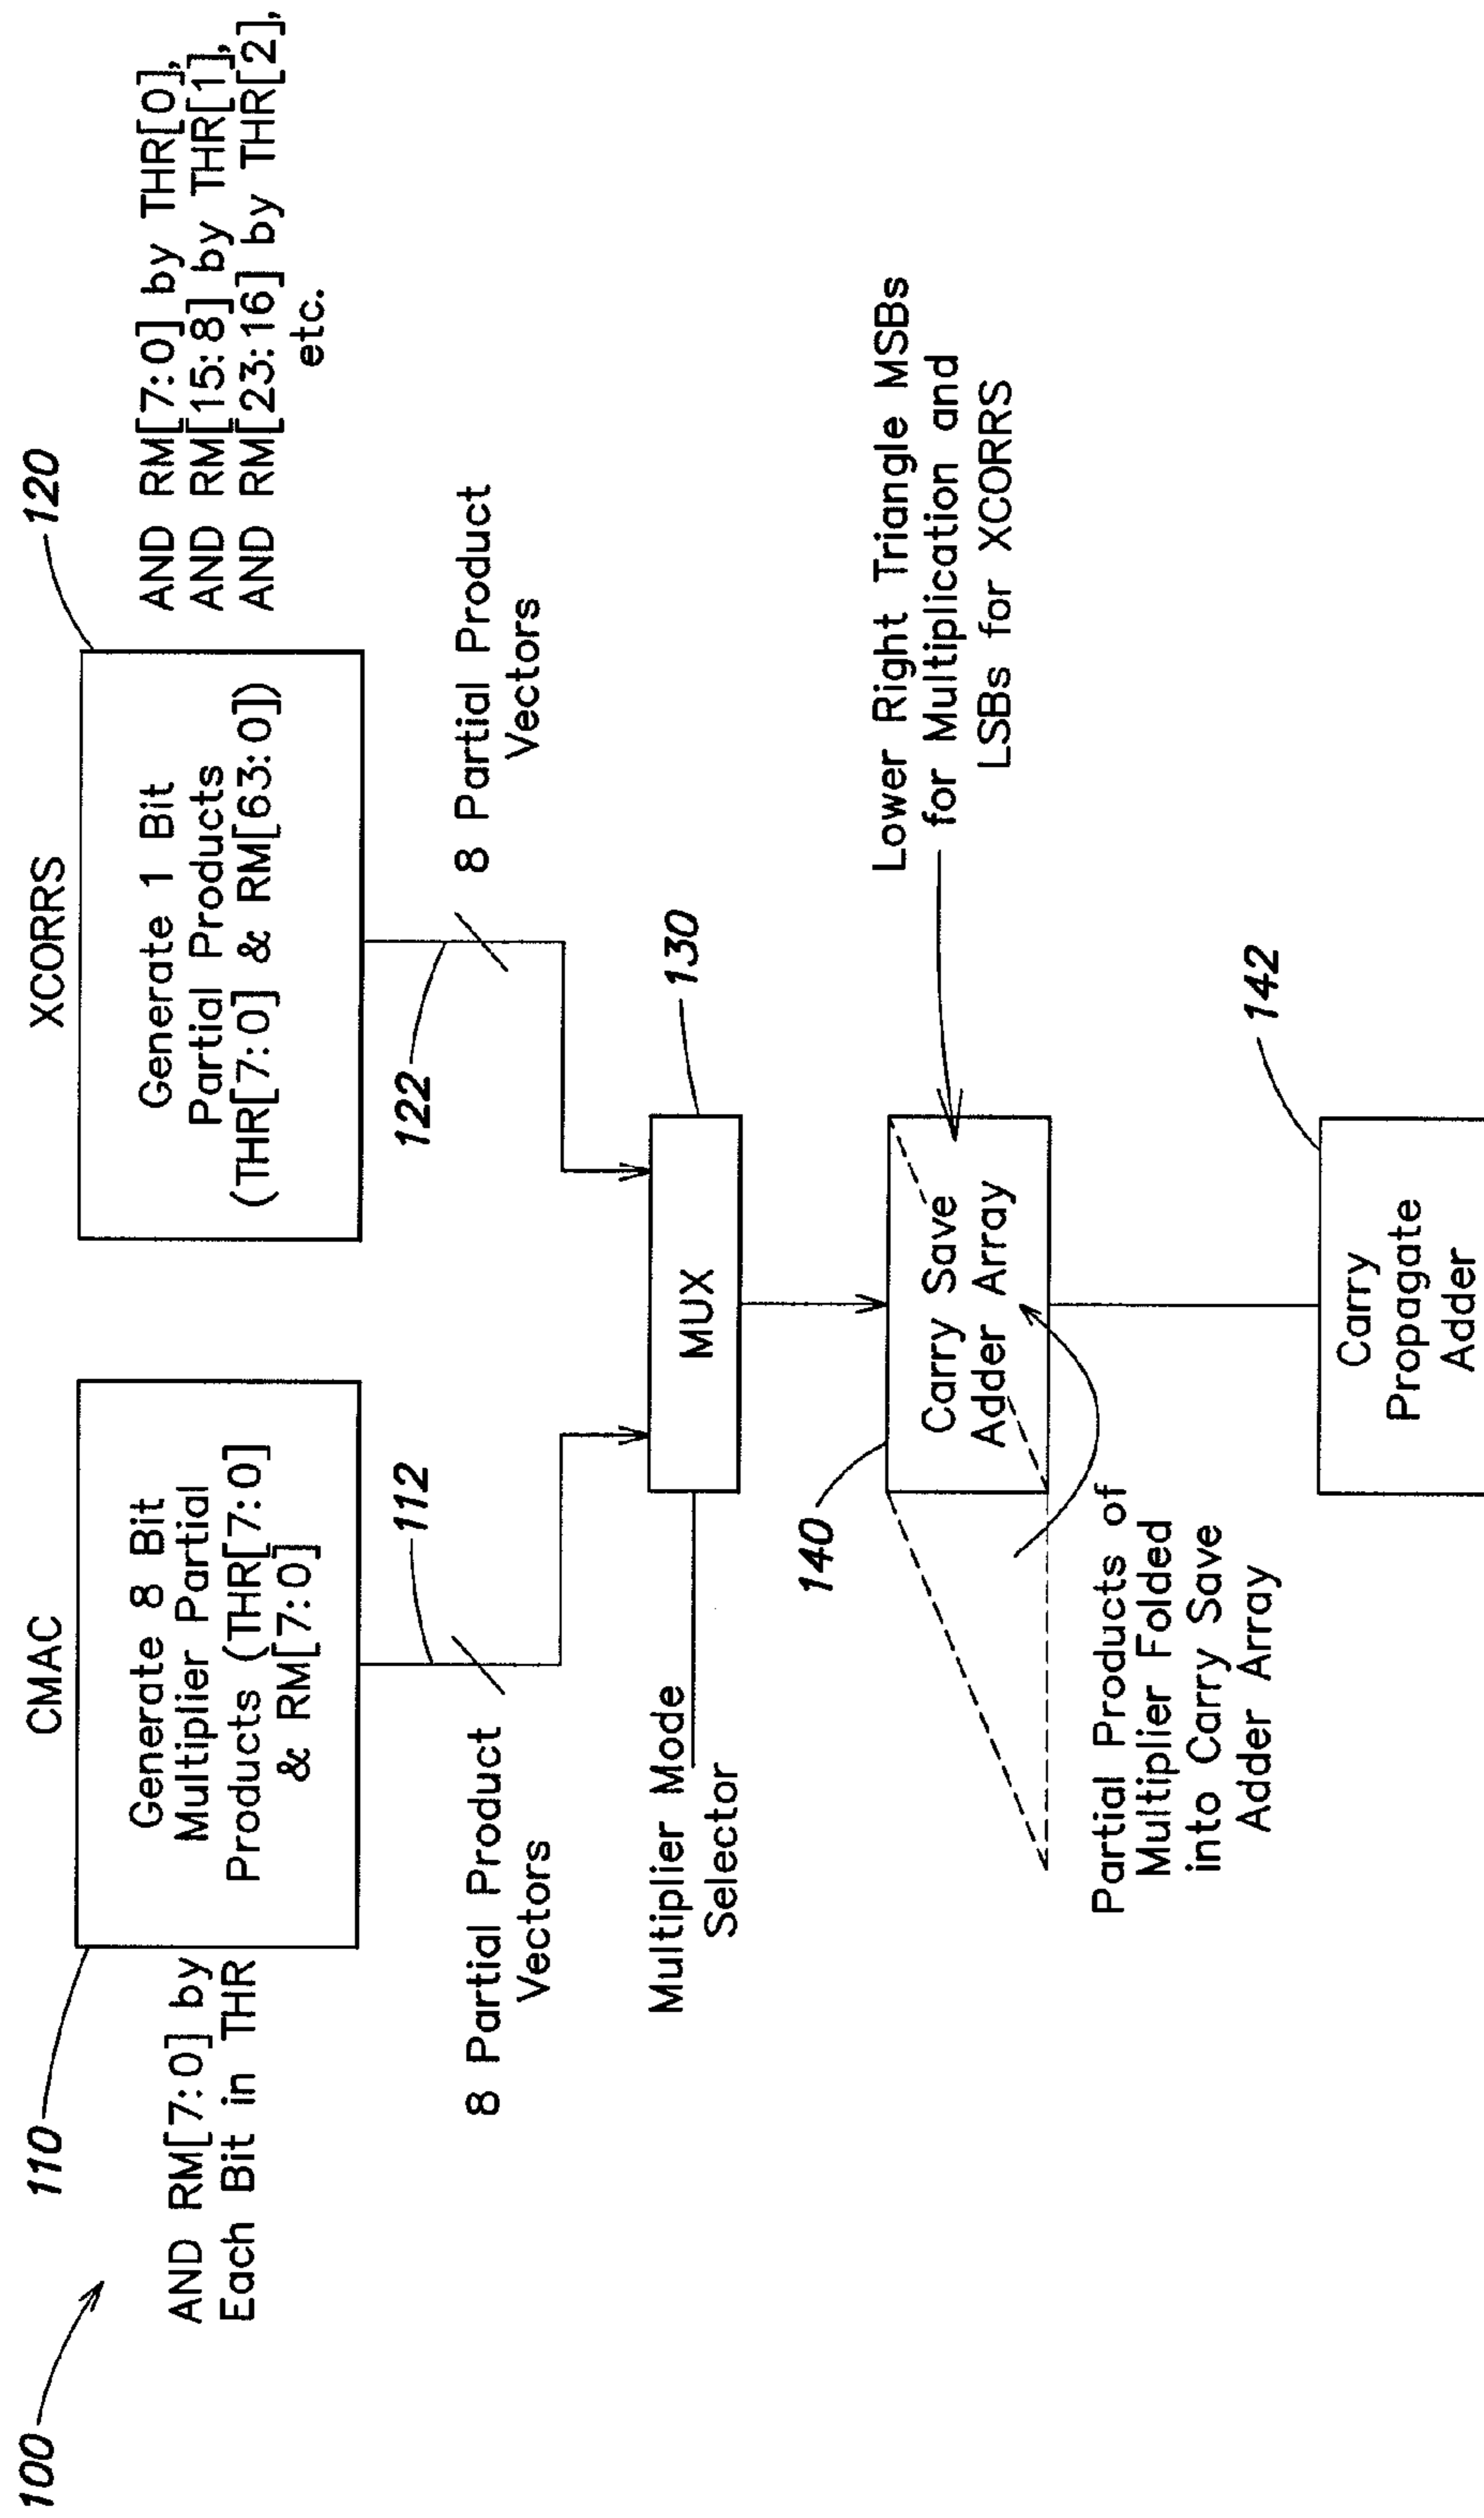 100
110
CMAC
AND RM[7:0] by
Each Bit in THR
Generate 8 Bit
Multiplier Partial
Products (THR[7:0]
& RM[7:0]
XCORRS
120
Generate 1 Bit
Partial Products
(THR[7:0] & RM[63:0])
AND RM[7:0] by THR[0],
AND RM[15:8] by THR[1],
AND RM[23:16] by THR[2],
etc.
112
8 Partial Product
Vectors
122
8 Partial Product
Vectors
Multiplier Mode
Selector
MUX
130
140
Carry Save
Adder Array
Lower Right Triangle MSBs
for Multiplication and
LSBs for XCORRS
Partial Products of
Multiplier Folded
into Carry Save
Adder Array
142
Carry
Propagate
Adder